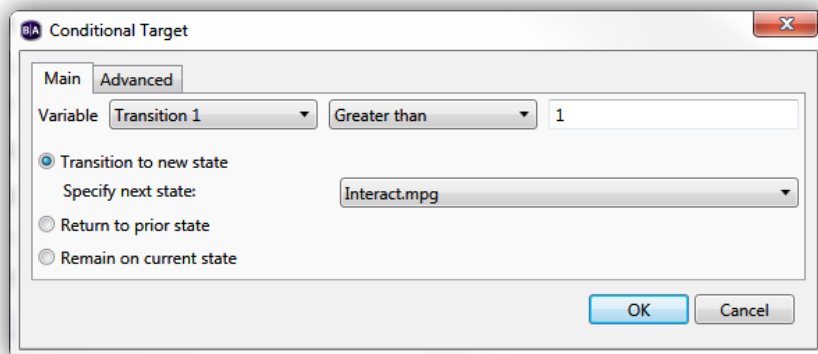 B|A Conditional Target
Main Advanced
Variable Transition 1 Greater than 1
Transition to new state
Specify next state: Interact.mpg
Return to prior state
Remain on current state
OK Cancel